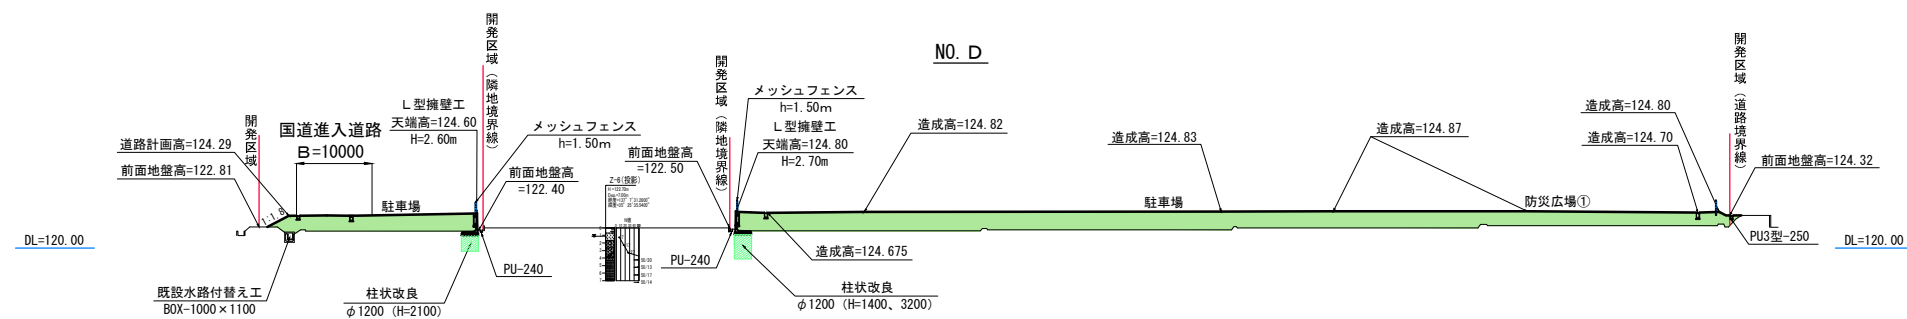 NO. D
開発区域
道路計画高=124.29
前面地盤高=122.81
1:1.8
国道進入道路
B=10000
駐車場
L型擁壁工
天端高=124.60
H=2.60m
開発区域（隣地境界線）
メッシュフェンス
h=1.50m
前面地盤高
=122.40
PU-240
既設水路付替え工
BOX-1000×1100
柱状改良
φ1200（H=2100）
DL=120.00
Z-6(投影)
前面地盤高
=122.50
開発区域（隣地境界線）
メッシュフェンス
h=1.50m
L型擁壁工
天端高=124.80
H=2.70m
PU-240
造成高=124.675
柱状改良
φ1200（H=1400、3200）
造成高=124.82
駐車場
造成高=124.83
造成高=124.87
防災広場①
造成高=124.80
造成高=124.70
開発区域（道路境界線）
前面地盤高=124.32
PU3型-250
DL=120.00